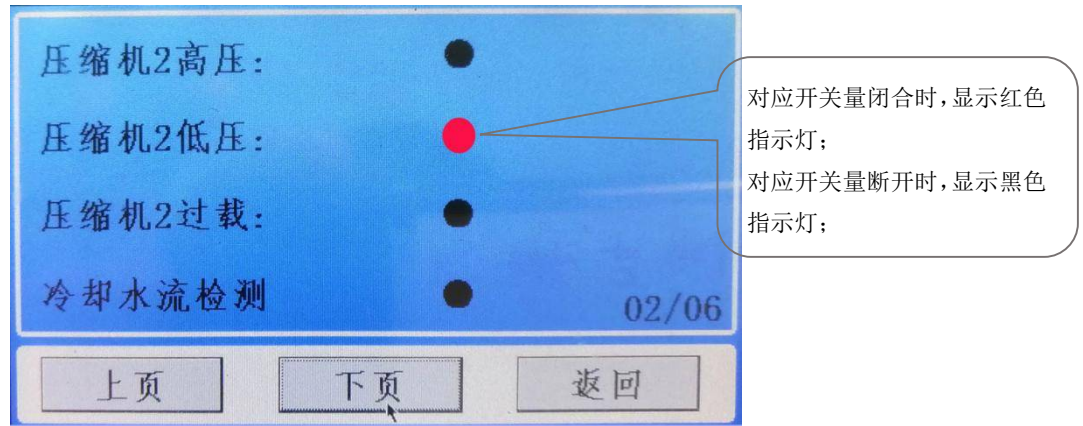 压缩机2高压:
压缩机2低压:
压缩机2过载:
冷却水流检测
02/06
上页
下页
返回
对应开关量闭合时，显示红色
指示灯；
对应开关量断开时，显示黑色
指示灯；